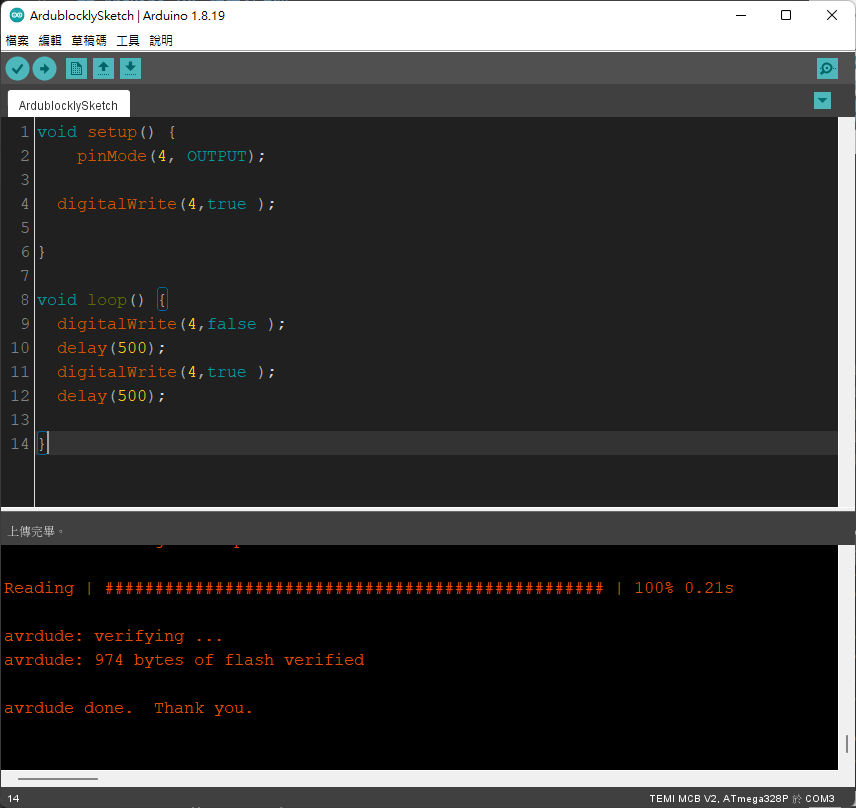 ArdublocklySketch | Arduino 1.8.19
檔案 編輯 草稿碼 工具 說明
ArdublocklySketch
1 void setup() {
2     pinMode(4, OUTPUT);
3
4   digitalWrite(4,true );
5
6 }
7
8 void loop() {
9   digitalWrite(4,false );
10   delay(500);
11   digitalWrite(4,true );
12   delay(500);
13
14 }
上傳完畢。
Reading | ################################################## | 100% 0.21s
avrdude: verifying ...
avrdude: 974 bytes of flash verified
avrdude done.  Thank you.
14
TEMI MCB V2, ATmega328P 於 COM3